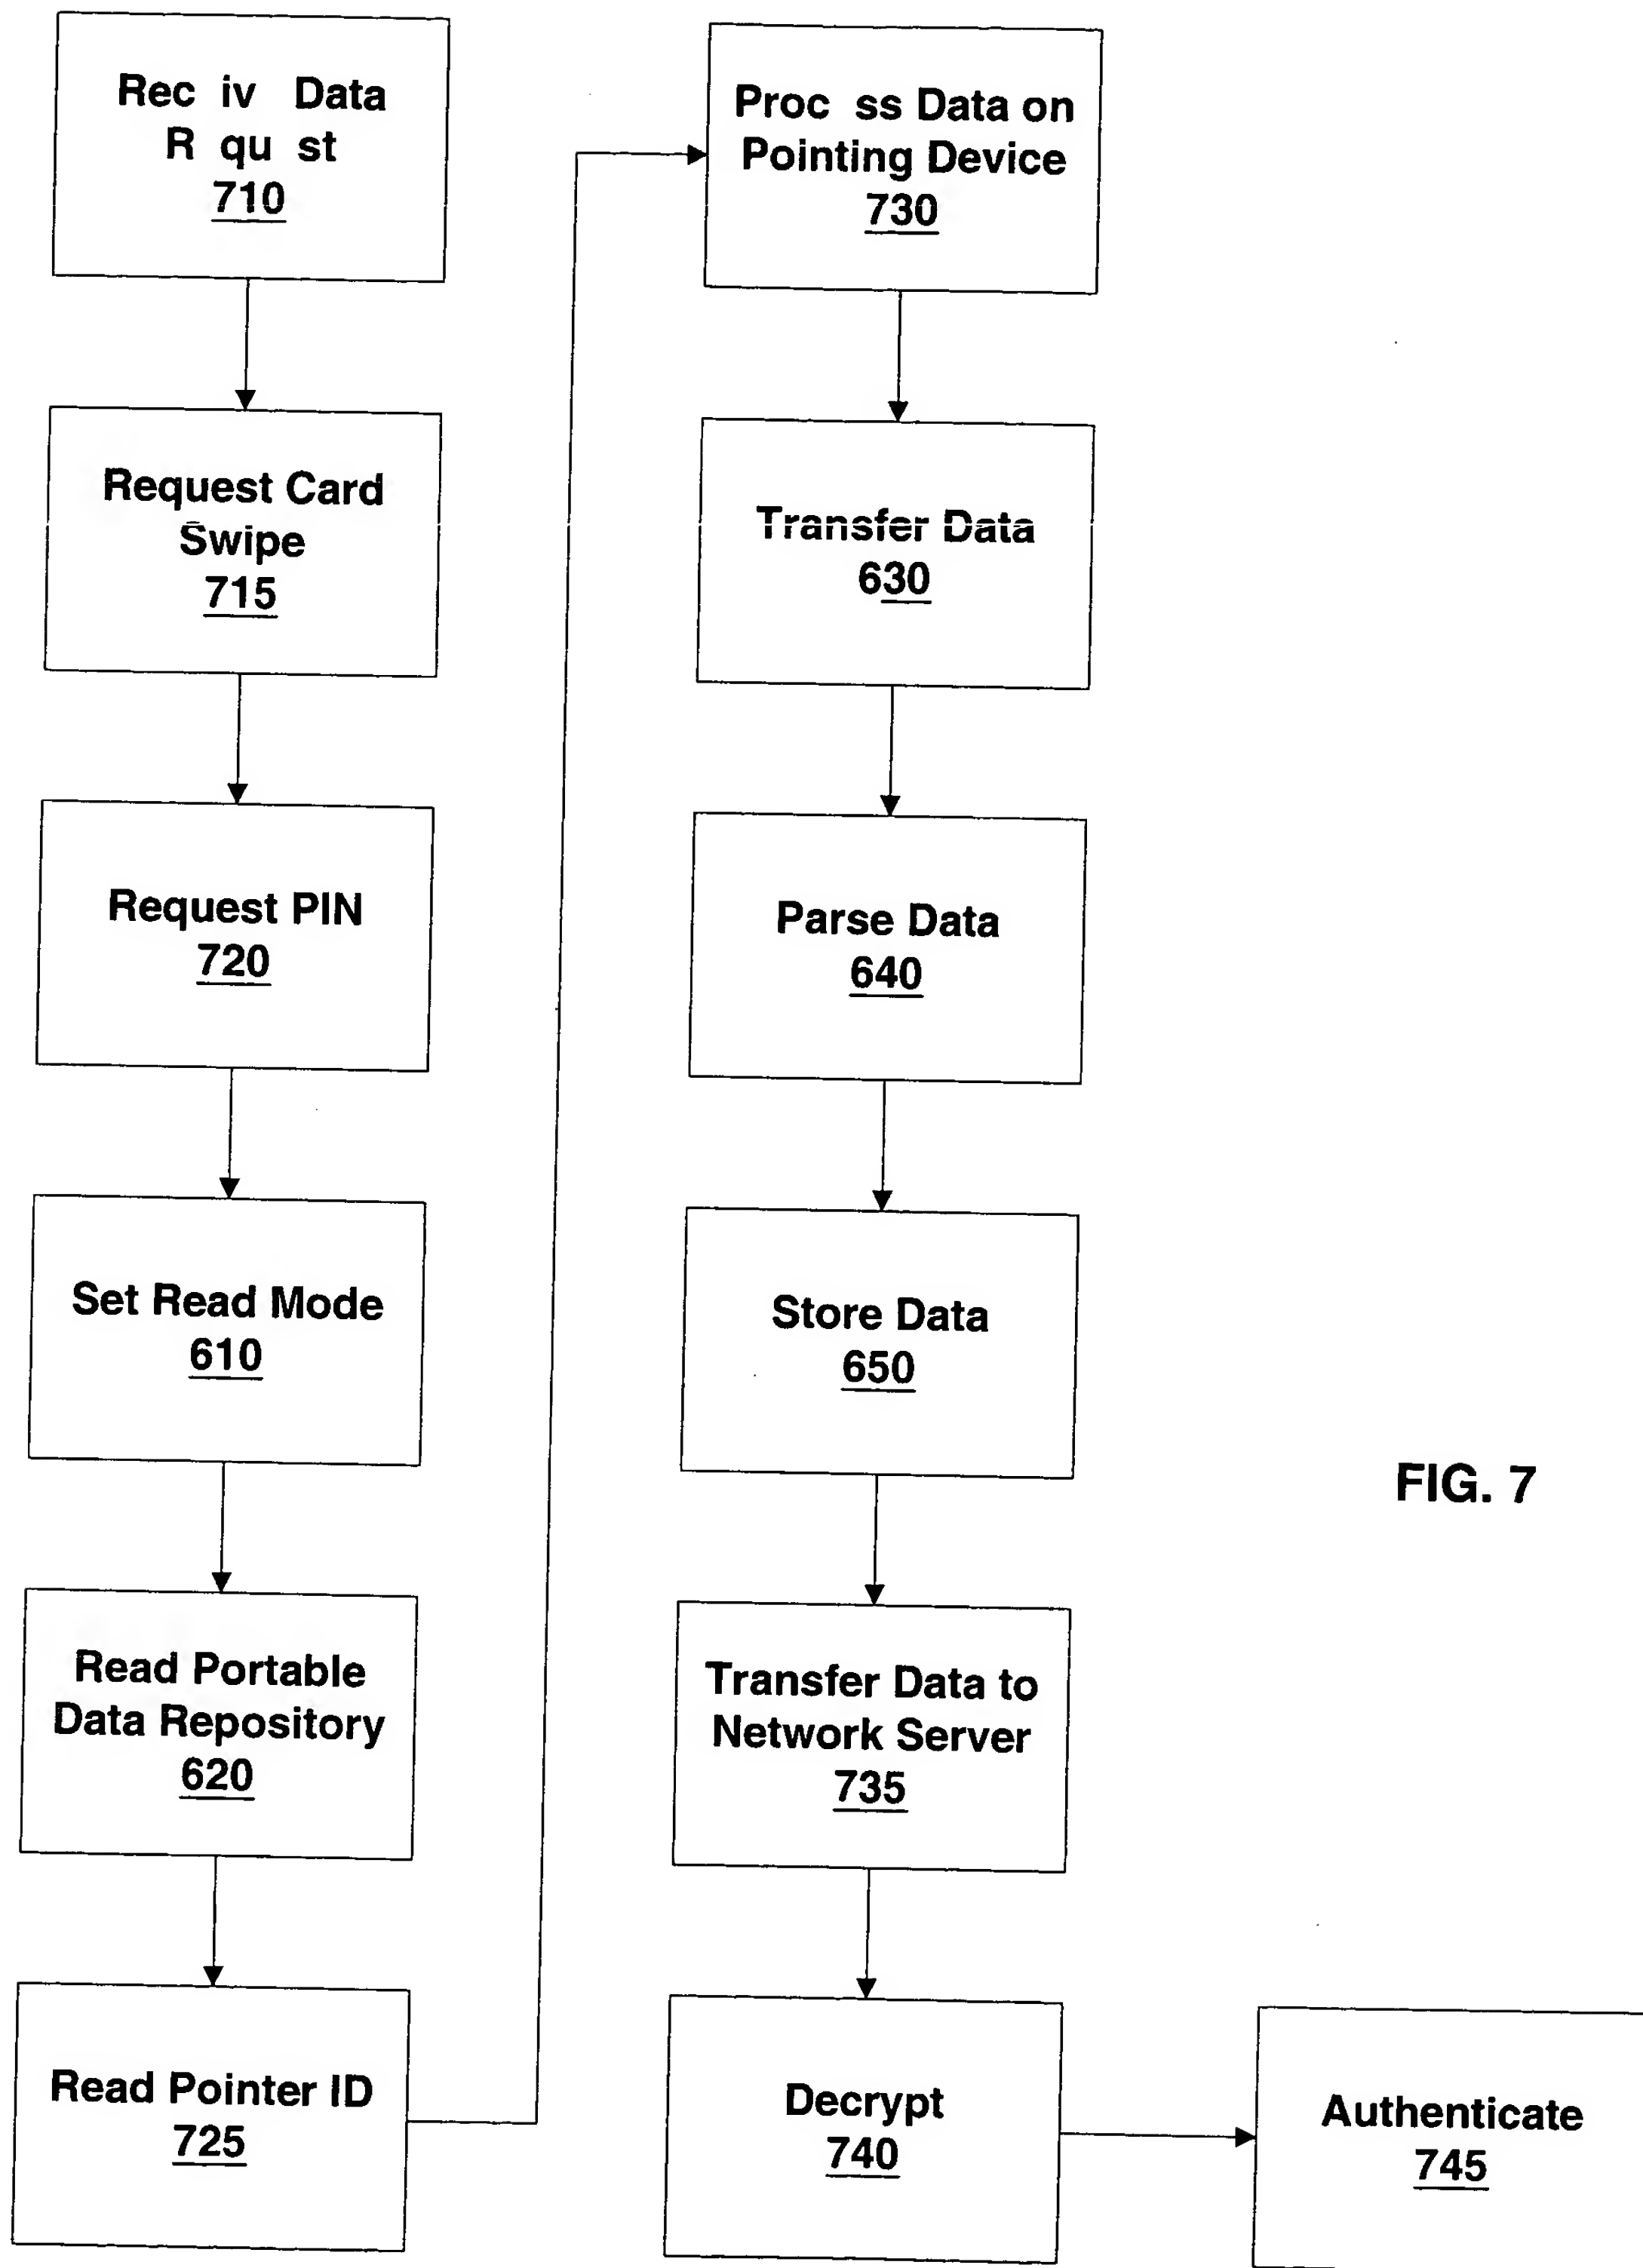 Rec iv Data
R qu st
710
Request Card
Swipe
715
Request PIN
720
Set Read Mode
610
Read Portable
Data Repository
620
Read Pointer ID
725
Proc ss Data on
Pointing Device
730
Transfer Data
630
Parse Data
640
Store Data
650
Transfer Data to
Network Server
735
Decrypt
740
Authenticate
745
FIG. 7